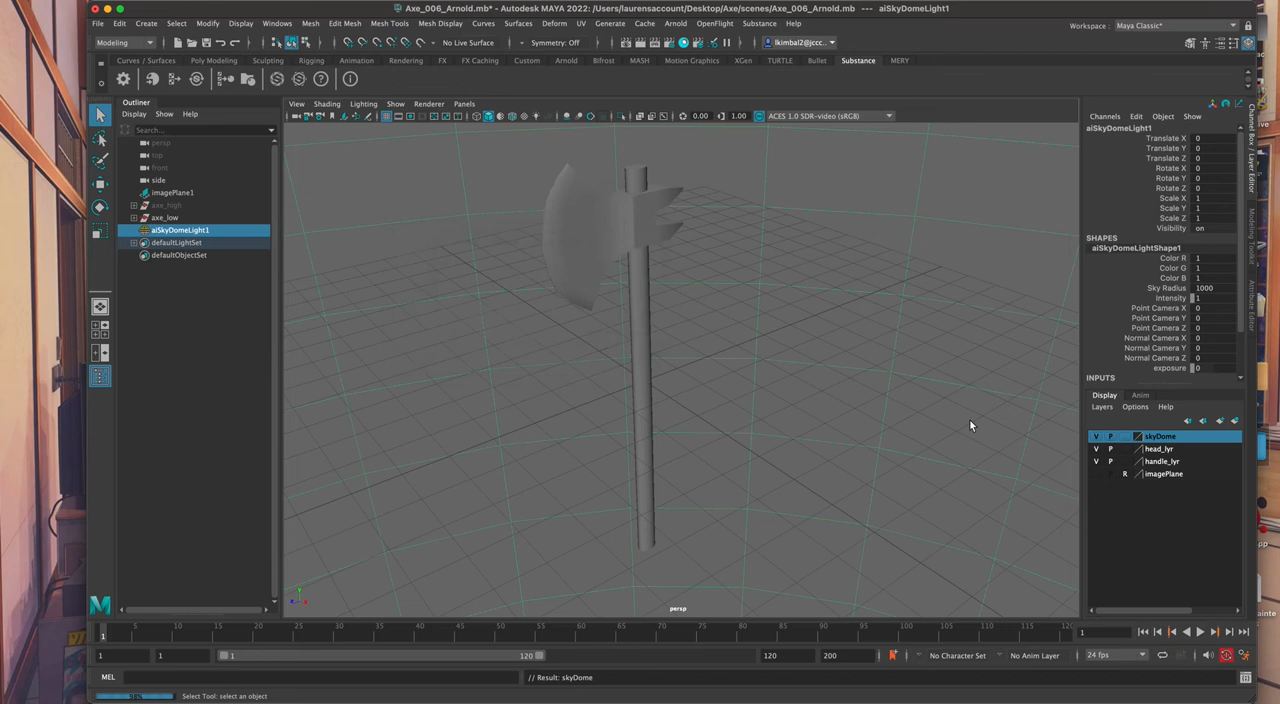 Axe_006_Arnold.mb* - Autodesk MAYA 2022: /Users/laurensaccount/Desktop/Axe/scenes/Axe_006_Arnold.mb --- aiSkyDomeLight1
File Edit Create Select Modify Display Windows Mesh Edit Mesh Mesh Tools Mesh Display Curves Surfaces Deform UV Generate Cache Arnold OpenFlight Substance Help
Workspace : Maya Classic*
Modeling No Live Surface Symmetry: Off lkimbal2@jccc...
Curves / Surfaces Poly Modeling Sculpting Rigging Animation Rendering FX FX Caching Custom Arnold Bifrost MASH Motion Graphics XGen TURTLE Bullet Substance MERY
Outliner
Display Show Help
Search...
persp
top
front
side
imagePlane1
axe_high
axe_low
aiSkyDomeLight1
defaultLightSet
defaultObjectSet
View Shading Lighting Show Renderer Panels
0.00 1.00 ACES 1.0 SDR-video (sRGB)
persp
Channels Edit Object Show
aiSkyDomeLight1
Translate X 0
Translate Y 0
Translate Z 0
Rotate X 0
Rotate Y 0
Rotate Z 0
Scale X 1
Scale Y 1
Scale Z 1
Visibility on
SHAPES
aiSkyDomeLightShape1
Color R 1
Color G 1
Color B 1
Sky Radius 1000
Intensity 1
Point Camera X 0
Point Camera Y 0
Point Camera Z 0
Normal Camera X 0
Normal Camera Y 0
Normal Camera Z 0
exposure 0
INPUTS
Display Anim
Layers Options Help
V P skyDome
V P head_lyr
V P handle_lyr
R imagePlane
Channel Box / Layer Editor
Modeling Toolkit
Attribute Editor
5 10 15 20 25 30 35 40 45 50 55 60 65 70 75 80 85 90 95 100 105 110 115 120
1 1
1 1 1 120 120 200 No Character Set No Anim Layer 24 fps
MEL // Result: skyDome
98% Select Tool: select an object